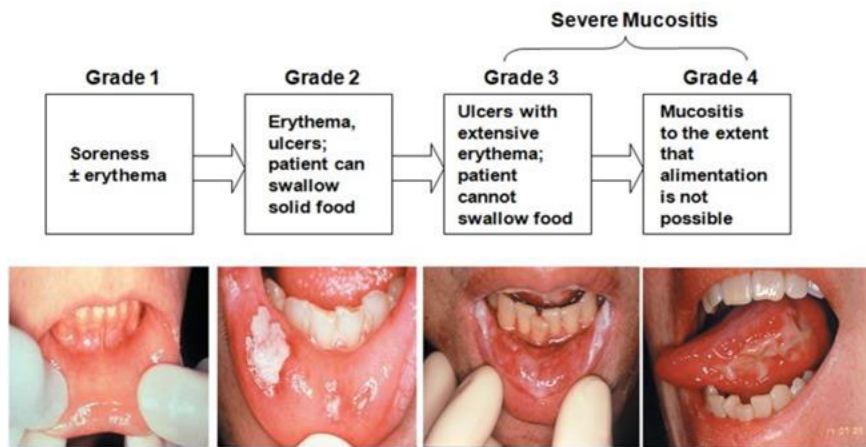 Severe Mucositis
Grade 1
Grade 2
Grade 3
Grade 4
Soreness
± erythema
Erythema,
ulcers;
patient can
swallow
solid food
Ulcers with
extensive
erythema;
patient
cannot
swallow food
Mucositis
to the extent
that
alimentation
is not
possible